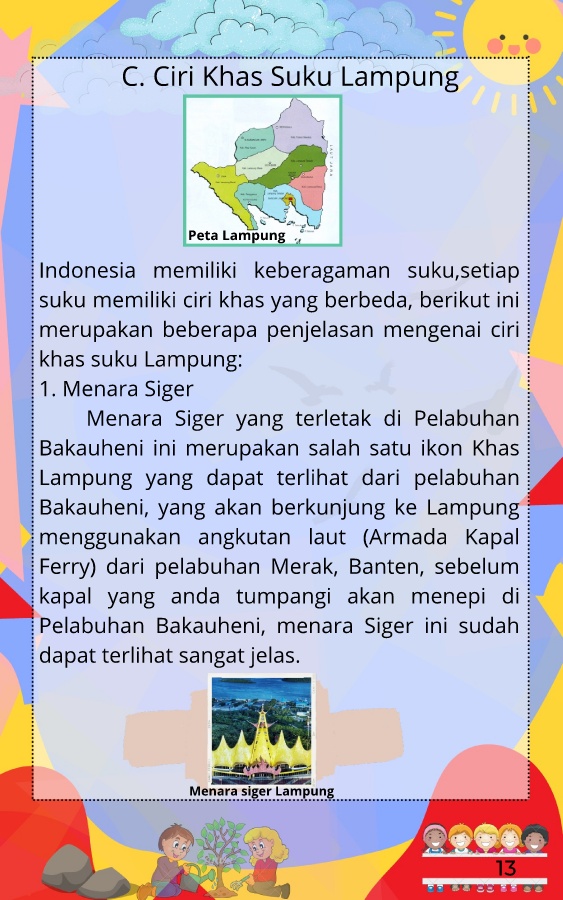 C. Ciri Khas Suku Lampung
Peta Lampung
Indonesia memiliki keberagaman suku,setiap
suku memiliki ciri khas yang berbeda, berikut ini
merupakan beberapa penjelasan mengenai ciri
khas suku Lampung:
1. Menara Siger
Menara Siger yang terletak di Pelabuhan
Bakauheni ini merupakan salah satu ikon Khas
Lampung yang dapat terlihat dari pelabuhan
Bakauheni, yang akan berkunjung ke Lampung
menggunakan angkutan laut (Armada Kapal
Ferry) dari pelabuhan Merak, Banten, sebelum
kapal yang anda tumpangi akan menepi di
Pelabuhan Bakauheni, menara Siger ini sudah
dapat terlihat sangat jelas.
Menara siger Lampung
13